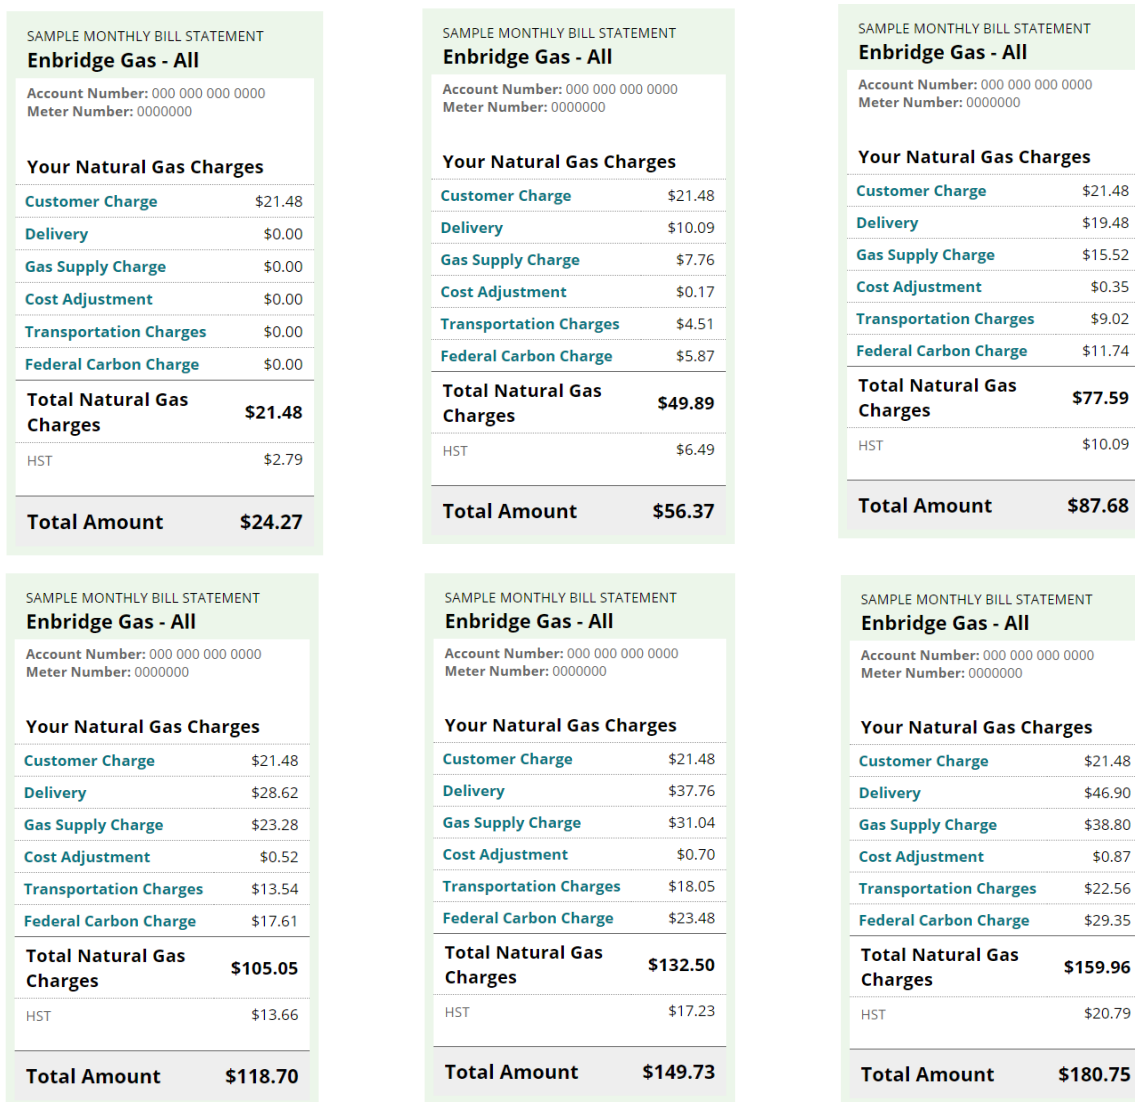 SAMPLE MONTHLY BILL STATEMENT
Enbridge Gas - All
Account Number: 000 000 000 0000
Meter Number: 0000000
Your Natural Gas Charges
Customer Charge $21.48
Delivery $0.00
Gas Supply Charge $0.00
Cost Adjustment $0.00
Transportation Charges $0.00
Federal Carbon Charge $0.00
Total Natural Gas
Charges $21.48
HST $2.79
Total Amount $24.27
SAMPLE MONTHLY BILL STATEMENT
Enbridge Gas - All
Account Number: 000 000 000 0000
Meter Number: 0000000
Your Natural Gas Charges
Customer Charge $21.48
Delivery $10.09
Gas Supply Charge $7.76
Cost Adjustment $0.17
Transportation Charges $4.51
Federal Carbon Charge $5.87
Total Natural Gas
Charges $49.89
HST $6.49
Total Amount $56.37
SAMPLE MONTHLY BILL STATEMENT
Enbridge Gas - All
Account Number: 000 000 000 0000
Meter Number: 0000000
Your Natural Gas Charges
Customer Charge $21.48
Delivery $19.48
Gas Supply Charge $15.52
Cost Adjustment $0.35
Transportation Charges $9.02
Federal Carbon Charge $11.74
Total Natural Gas
Charges $77.59
HST $10.09
Total Amount $87.68
SAMPLE MONTHLY BILL STATEMENT
Enbridge Gas - All
Account Number: 000 000 000 0000
Meter Number: 0000000
Your Natural Gas Charges
Customer Charge $21.48
Delivery $28.62
Gas Supply Charge $23.28
Cost Adjustment $0.52
Transportation Charges $13.54
Federal Carbon Charge $17.61
Total Natural Gas
Charges $105.05
HST $13.66
Total Amount $118.70
SAMPLE MONTHLY BILL STATEMENT
Enbridge Gas - All
Account Number: 000 000 000 0000
Meter Number: 0000000
Your Natural Gas Charges
Customer Charge $21.48
Delivery $37.76
Gas Supply Charge $31.04
Cost Adjustment $0.70
Transportation Charges $18.05
Federal Carbon Charge $23.48
Total Natural Gas
Charges $132.50
HST $17.23
Total Amount $149.73
SAMPLE MONTHLY BILL STATEMENT
Enbridge Gas - All
Account Number: 000 000 000 0000
Meter Number: 0000000
Your Natural Gas Charges
Customer Charge $21.48
Delivery $46.90
Gas Supply Charge $38.80
Cost Adjustment $0.87
Transportation Charges $22.56
Federal Carbon Charge $29.35
Total Natural Gas
Charges $159.96
HST $20.79
Total Amount $180.75